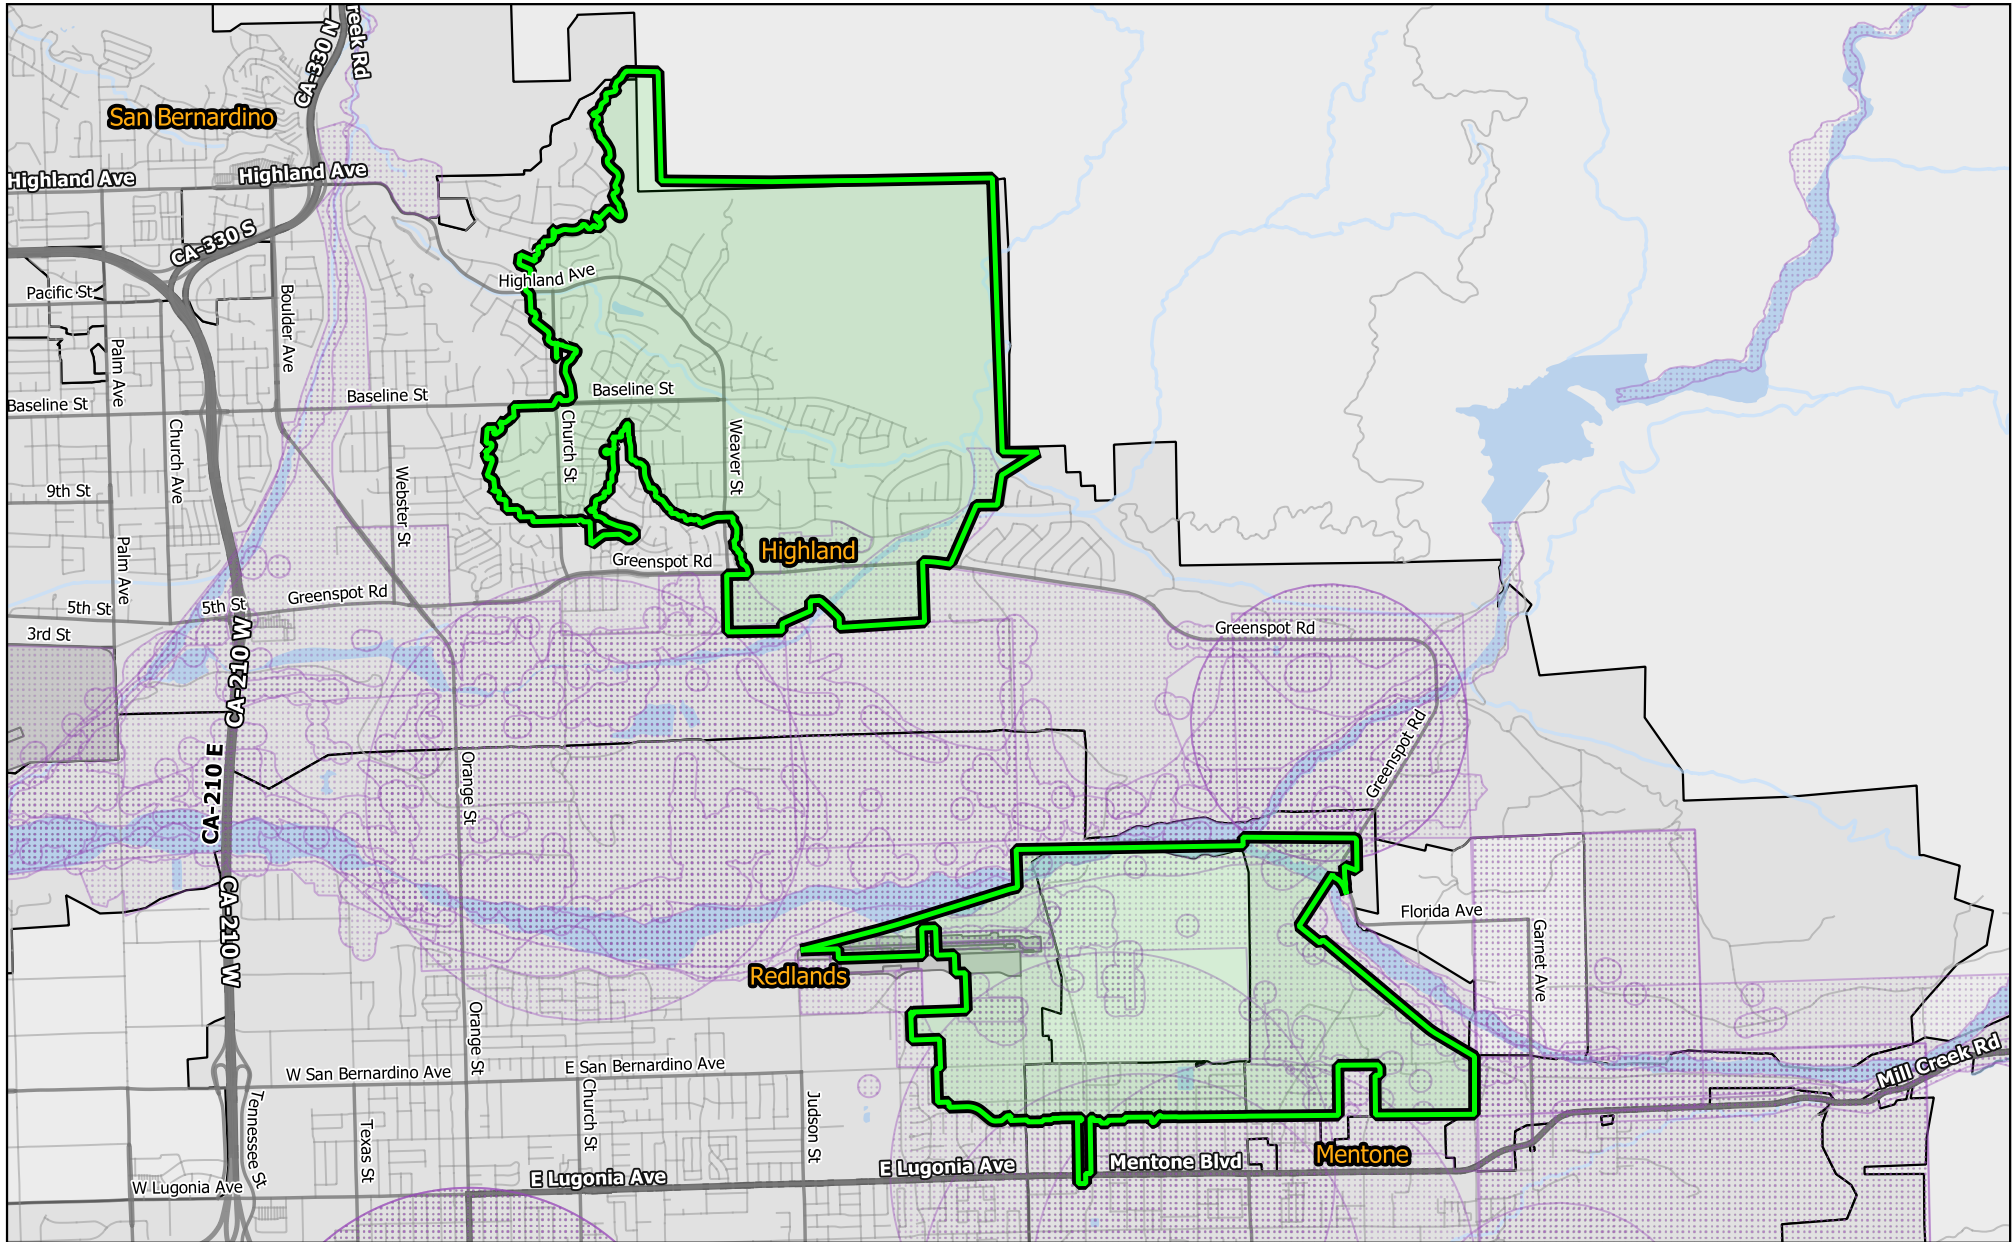 CA-330 N
reek Rd
San Bernardino
Highland Ave
Highland Ave
CA-330 S
Highland Ave
Pacific St
Boulder Ave
Palm Ave
Baseline St
Baseline St
Baseline St
Church Ave
Church St
Weaver St
Webster St
9th St
Palm Ave
Highland
Greenspot Rd
Greenspot Rd
5th St
5th St
3rd St
Greenspot Rd
CA-210 W
Greenspot Rd
CA-210 E
Orange St
CA-210 W
Florida Ave
Garnet Ave
Redlands
Orange St
Mill Creek Rd
W San Bernardino Ave
E San Bernardino Ave
Tennessee St
Texas St
Church St
Judson St
Mentone
Mentone Blvd
E Lugonia Ave
E Lugonia Ave
W Lugonia Ave